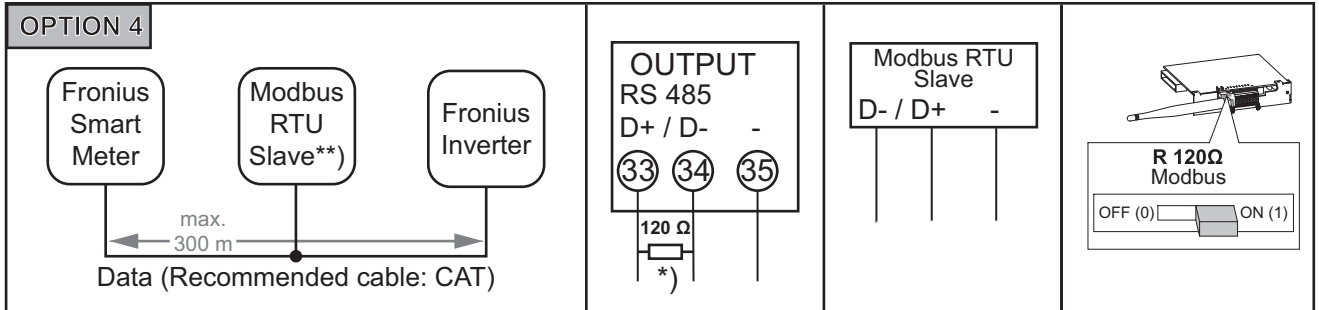 OPTION 4
Fronius
Smart
Meter
Modbus
RTU
Slave**)
Fronius
Inverter
max.
300 m
Data (Recommended cable: CAT)
OUTPUT
RS 485
D+ / D- -
33 34 35
120 Ω
*)
Modbus RTU
Slave
D- / D+ -
R 120Ω
Modbus
OFF (0) ON (1)